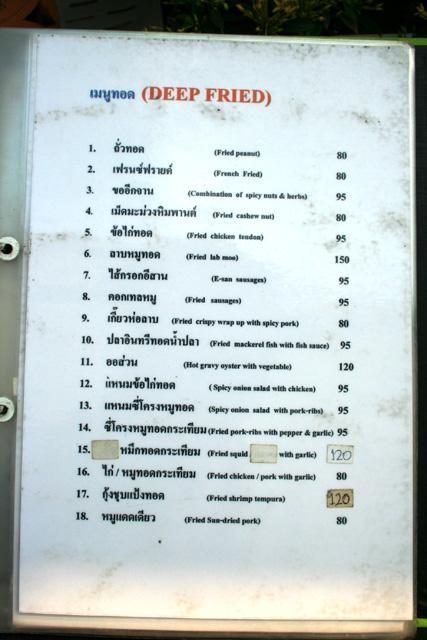 เมนูทอด (DEEP FRIED)
1. ถั่วทอด (Fried peanut) 80
2. เฟรนซ์ฟรายด์ (French Fried) 80
3. ขออีกจาน (Combination of spicy nuts & herbs) 95
4. เม็ดมะม่วงหิมพานต์ (Fried cashew nut) 80
5. ข้อไก่ทอด (Fried chicken tendon) 95
6. ลาบหมูทอด (Fried lab moo) 150
7. ไส้กรอกอีสาน (E-san sausages) 95
8. คอกเทลหมู (Fried sausages) 95
9. เกี๊ยวห่อลาบ (Fried crispy wrap up with spicy pork) 80
10. ปลาอินทรีทอดน้ำปลา (Fried mackerel fish with fish sauce) 95
11. ออส่วน (Hot gravy oyster with vegetable) 120
12. แหนมข้อไก่ทอด ( Spicy onion salad with chicken) 95
13. แหนมซี่โครงหมูทอด (Spicy onion salad with pork-ribs) 95
14. ซี่โครงหมูทอดกระเทียม (Fried pork-ribs with pepper & garlic) 95
15. หมึกทอดกระเทียม (Fried squid with garlic) 120
16. ไก่ / หมูทอดกระเทียม (Fried chicken / pork with garlic) 80
17. กุ้งชุบแป้งทอด (Fried shrimp tempura) 120
18. หมูแดดเดียว (Fried Sun-dried pork) 80